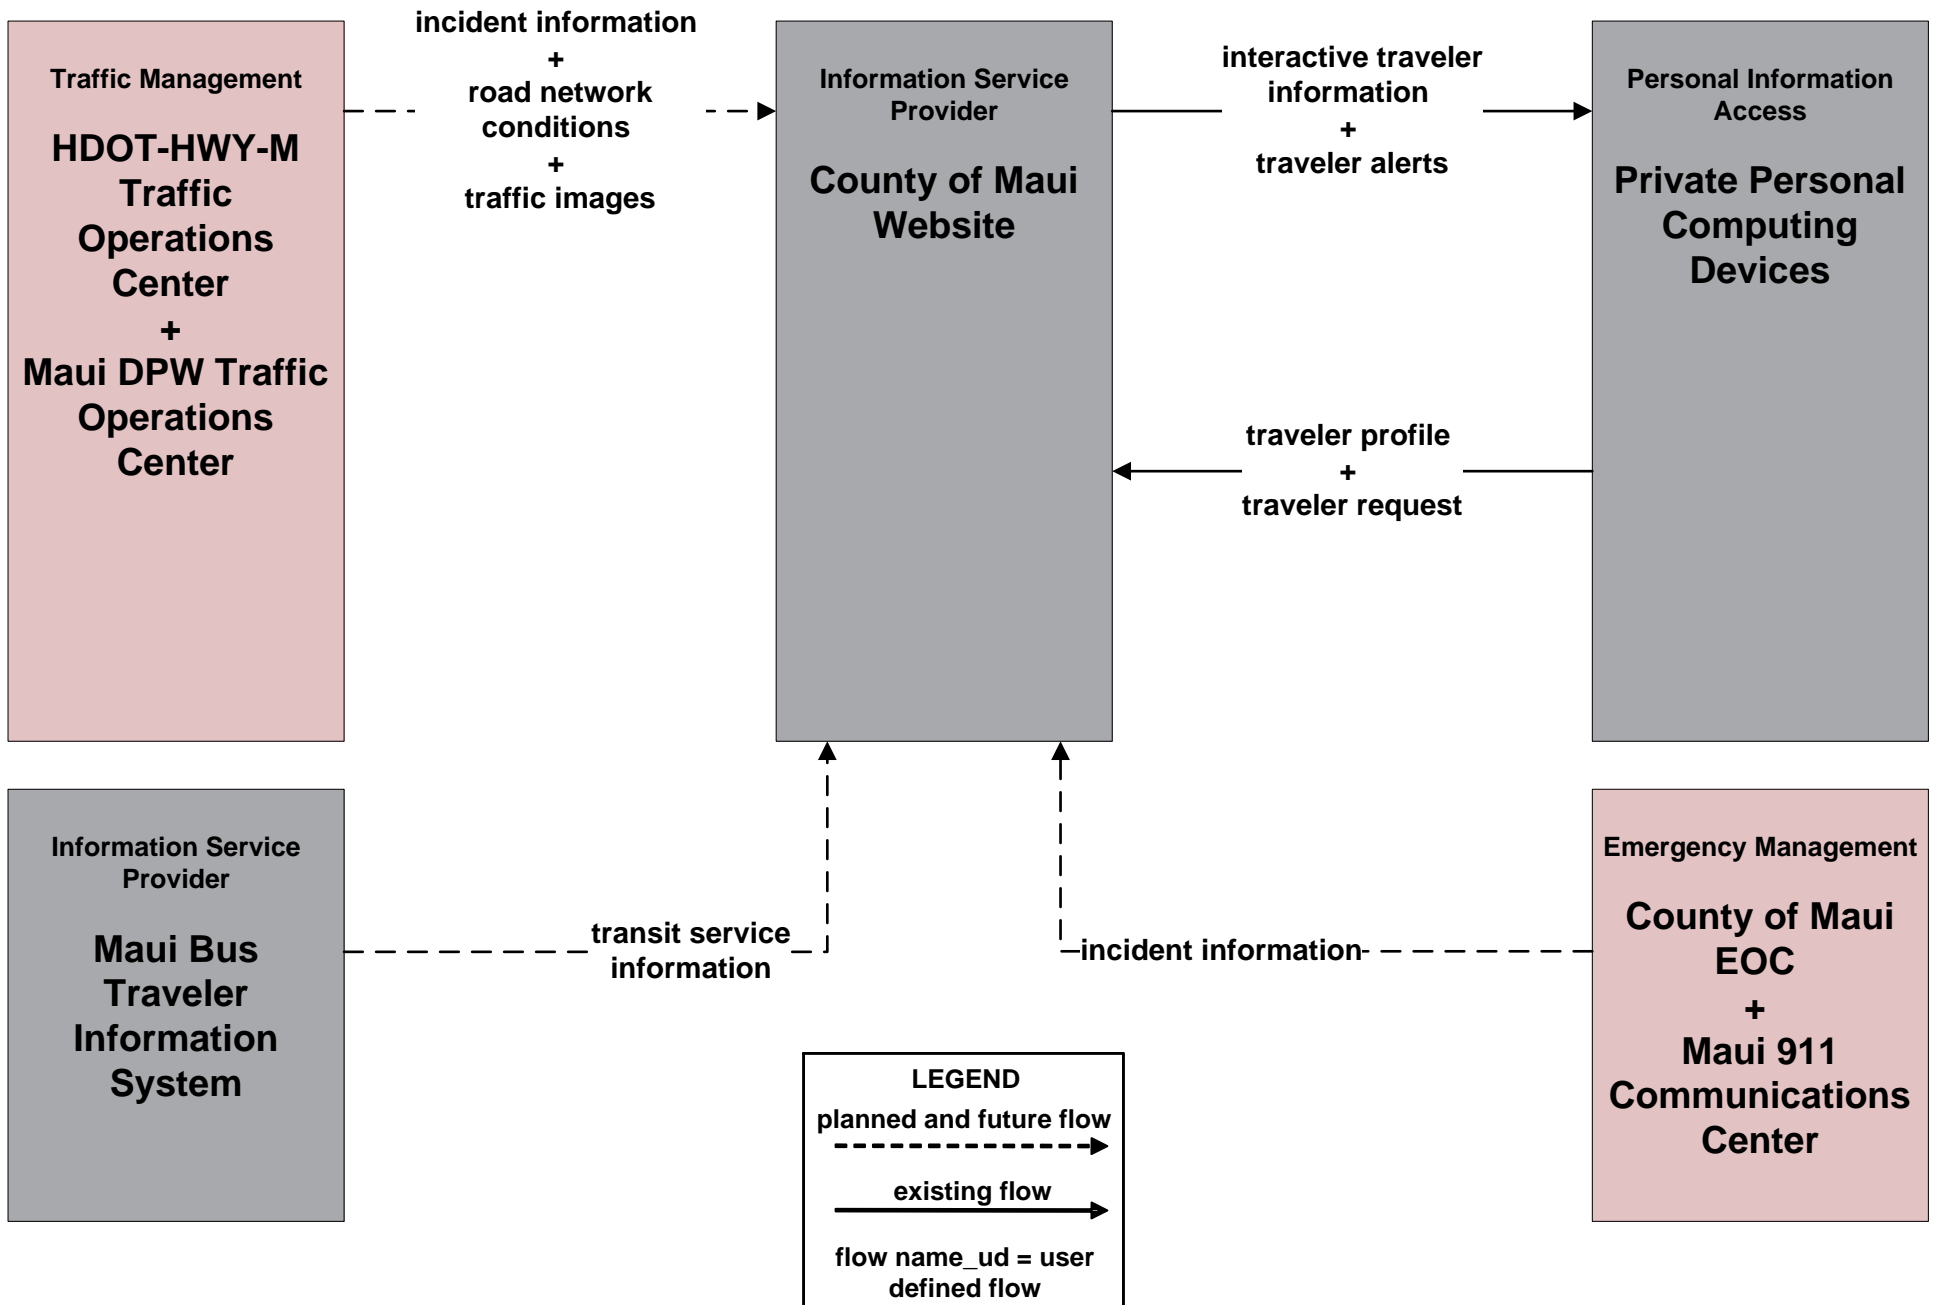 Traffic Management
HDOT-HWY-M
Traffic
Operations
Center
+
Maui DPW Traffic
Operations
Center
incident information
+
road network
conditions
+
traffic images
Information Service
Provider
County of Maui
Website
interactive traveler
information
+
traveler alerts
traveler profile
+
traveler request
Personal Information
Access
Private Personal
Computing
Devices
Information Service
Provider
Maui Bus
Traveler
Information
System
transit service
information
incident information
Emergency Management
County of Maui
EOC
+
Maui 911
Communications
Center
LEGEND
planned and future flow
existing flow
flow name_ud = user
defined flow